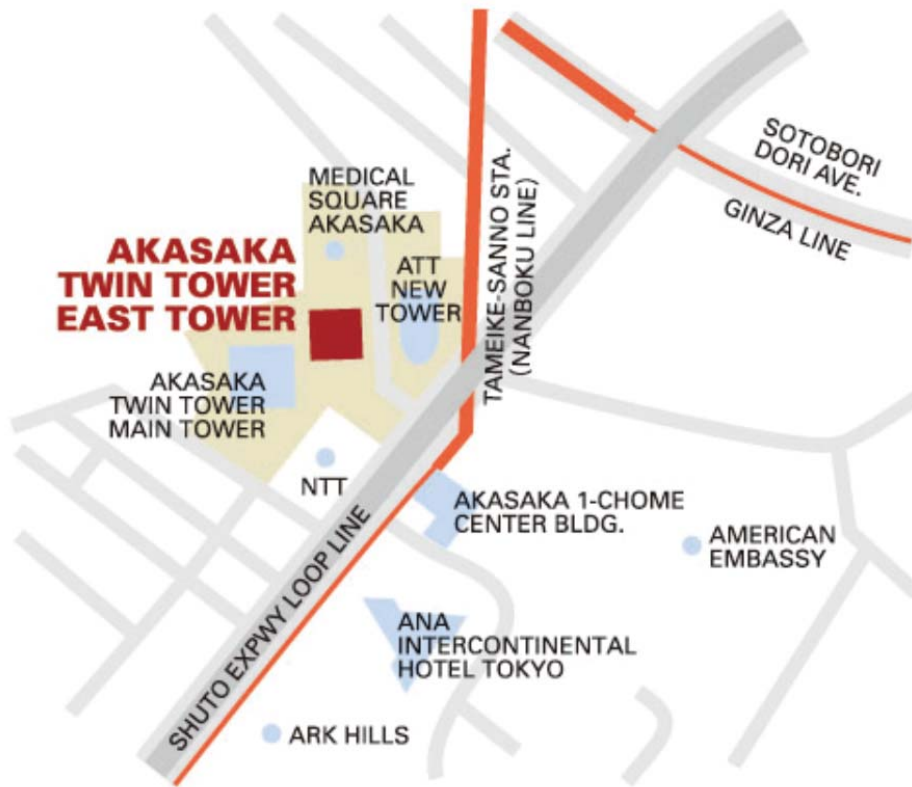 SOTOBORI
DORI AVE.
GINZA LINE
MEDICAL
SQUARE
AKASAKA
TAMEIKE-SANNO STA.
(NANBOKU LINE)
AKASAKA
TWIN TOWER
EAST TOWER
ATT
NEW
TOWER
AKASAKA
TWIN TOWER
MAIN TOWER
NTT
AKASAKA 1-CHOME
CENTER BLDG.
AMERICAN
EMBASSY
SHUTO EXPWY LOOP LINE
ANA
INTERCONTINENTAL
HOTEL TOKYO
ARK HILLS